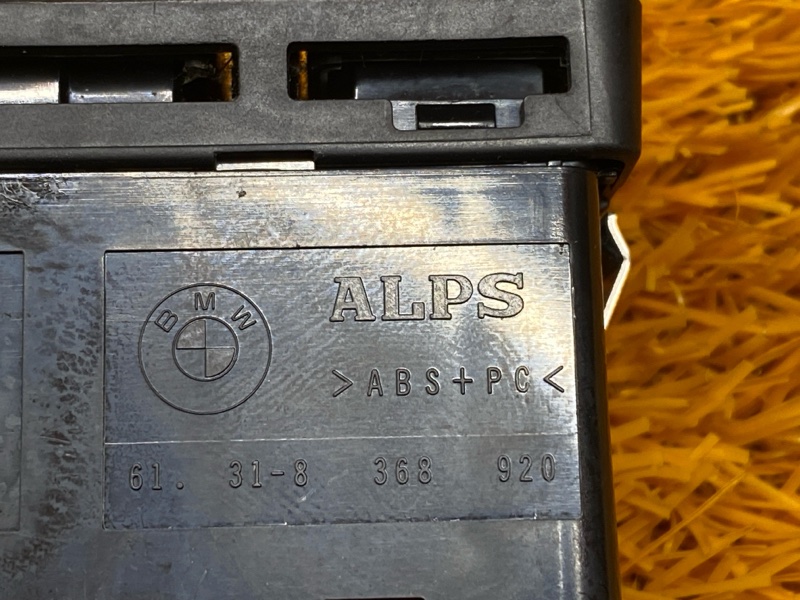 BMW
ALPS
>ABS+PC<
61. 31-8 368 920